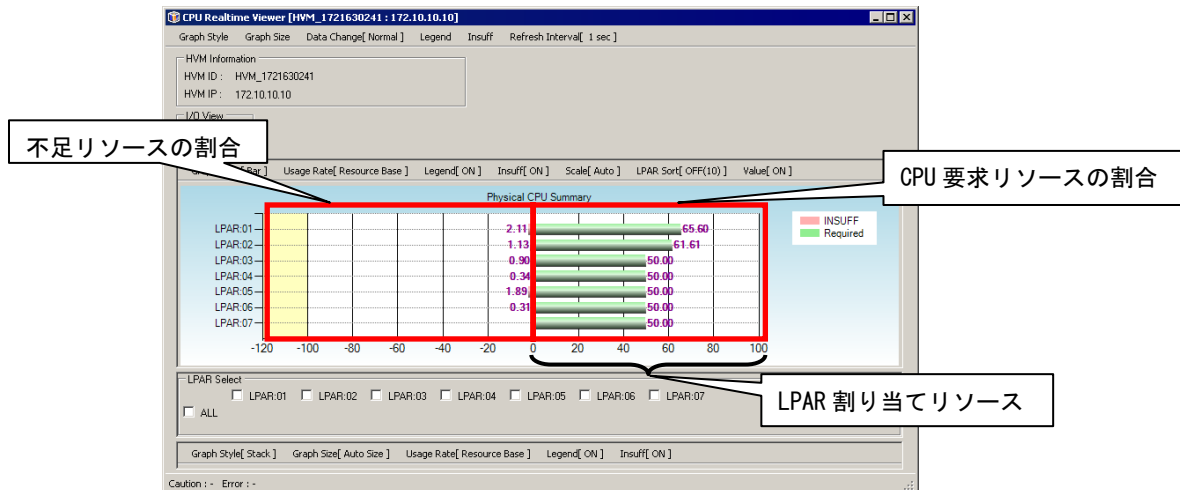 CPU Realtime Viewer [HVM_1721630241 : 172.10.10.10]
Graph Style Graph Size Data Change[ Normal ] Legend Insuff Refresh Interval[ 1 sec ]
HVM Information
HVM ID : HVM_1721630241
HVM IP : 172.10.10.10
I/O View
不足リソースの割合
CPU 要求リソースの割合
Bar ] Usage Rate[ Resource Base ] Legend[ ON ] Insuff[ ON ] Scale[ Auto ] LPAR Sort[ OFF(10) ] Value[ ON ]
Physical CPU Summary
INSUFF
Required
LPAR:01 2.11 65.60
LPAR:02 1.13 61.61
LPAR:03 0.90 50.00
LPAR:04 0.34 50.00
LPAR:05 1.89 50.00
LPAR:06 0.31 50.00
LPAR:07 50.00
-120 -100 -80 -60 -40 -20 0 20 40 60 80 100
LPAR 割り当てリソース
LPAR Select
LPAR:01 LPAR:02 LPAR:03 LPAR:04 LPAR:05 LPAR:06 LPAR:07
ALL
Graph Style[ Stack ] Graph Size[ Auto Size ] Usage Rate[ Resource Base ] Legend[ ON ] Insuff[ ON ]
Caution : - Error : -